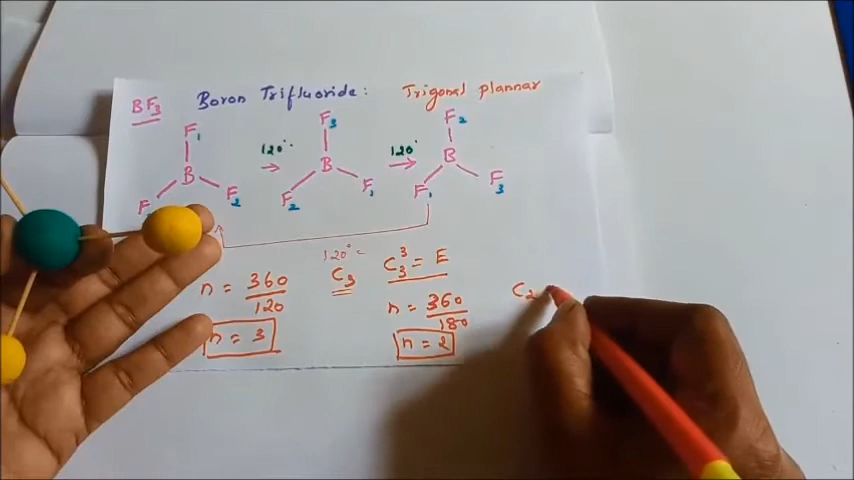 BF3 Boron Trifluoride: Trigonal plannar
F1 F3 F2
120° 120°
B B B
F F2 F2 F1 F1 F3
120°
n = 360/120 C3 C3^3 = E
n = 360/180 C2
n = 3 n = 2